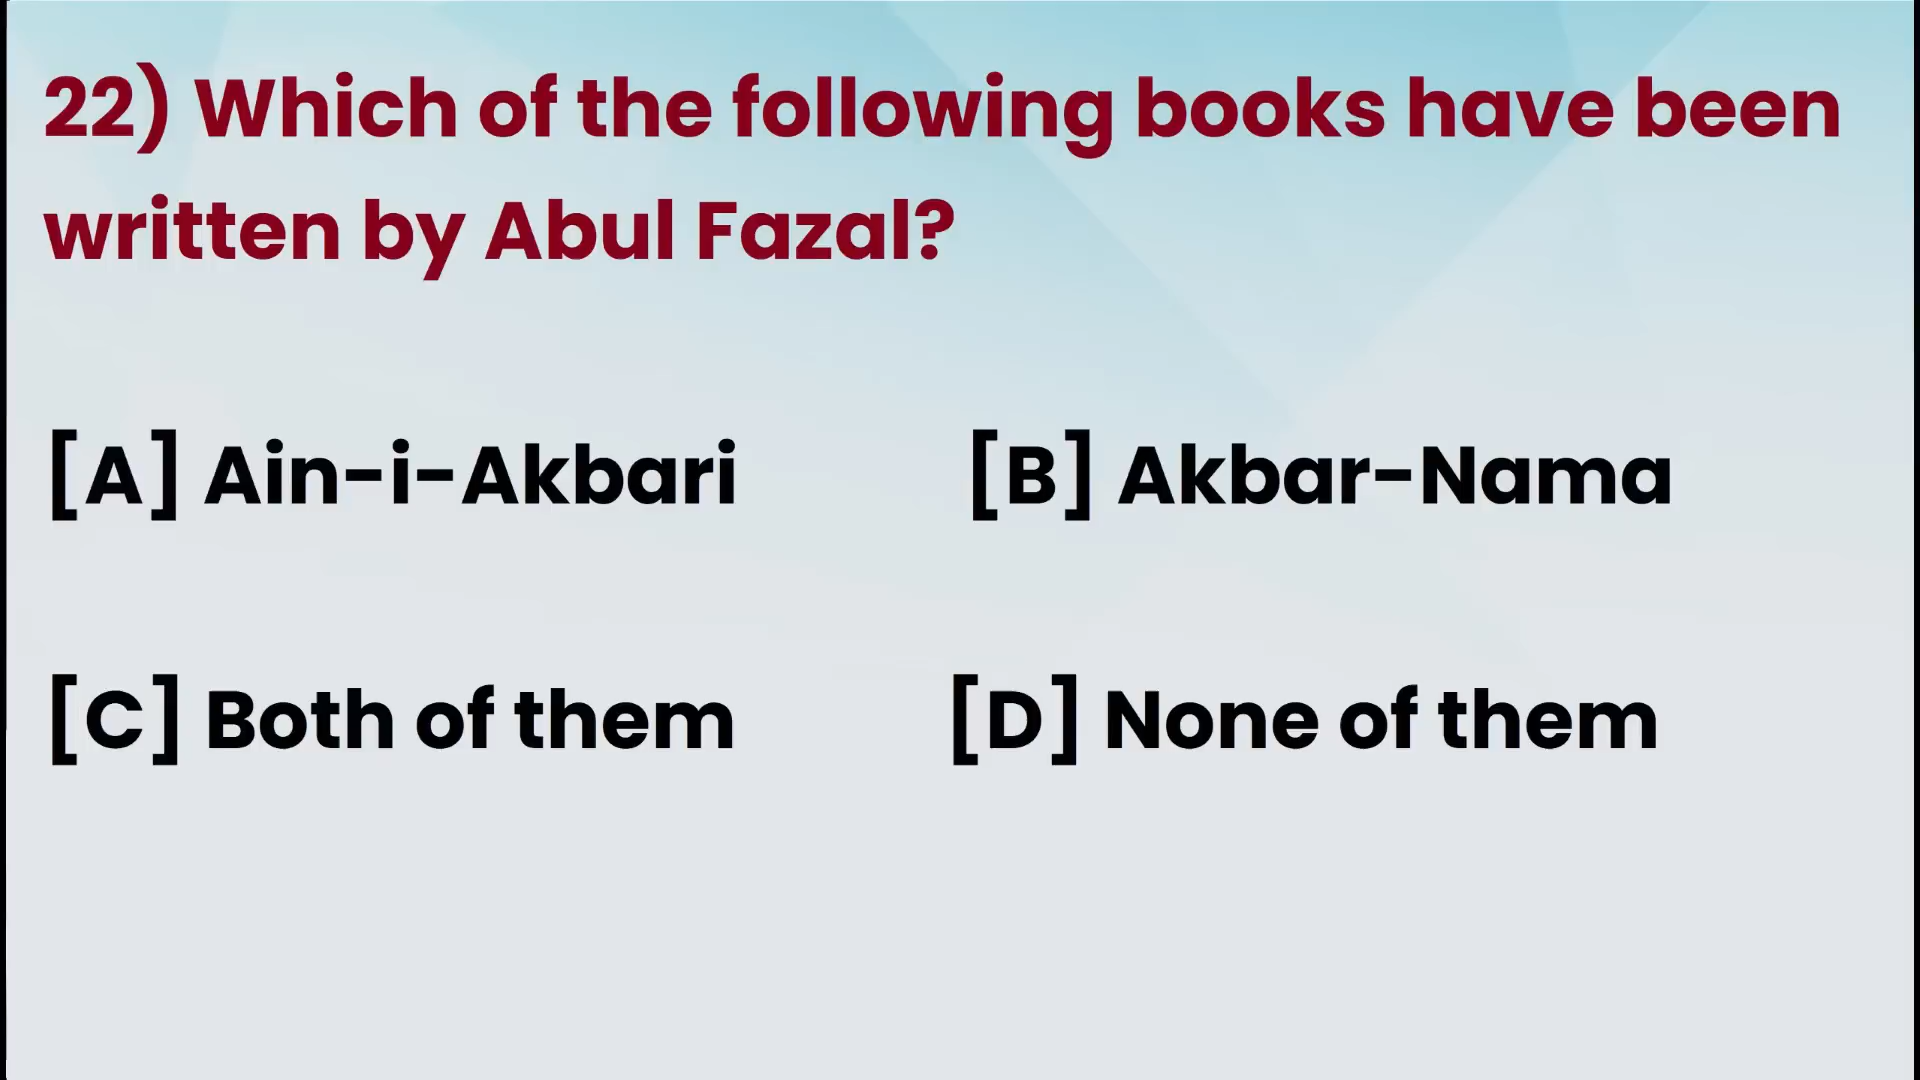 22) Which of the following books have been
written by Abul Fazal?
[A] Ain-i-Akbari [B] Akbar-Nama
[C] Both of them [D] None of them